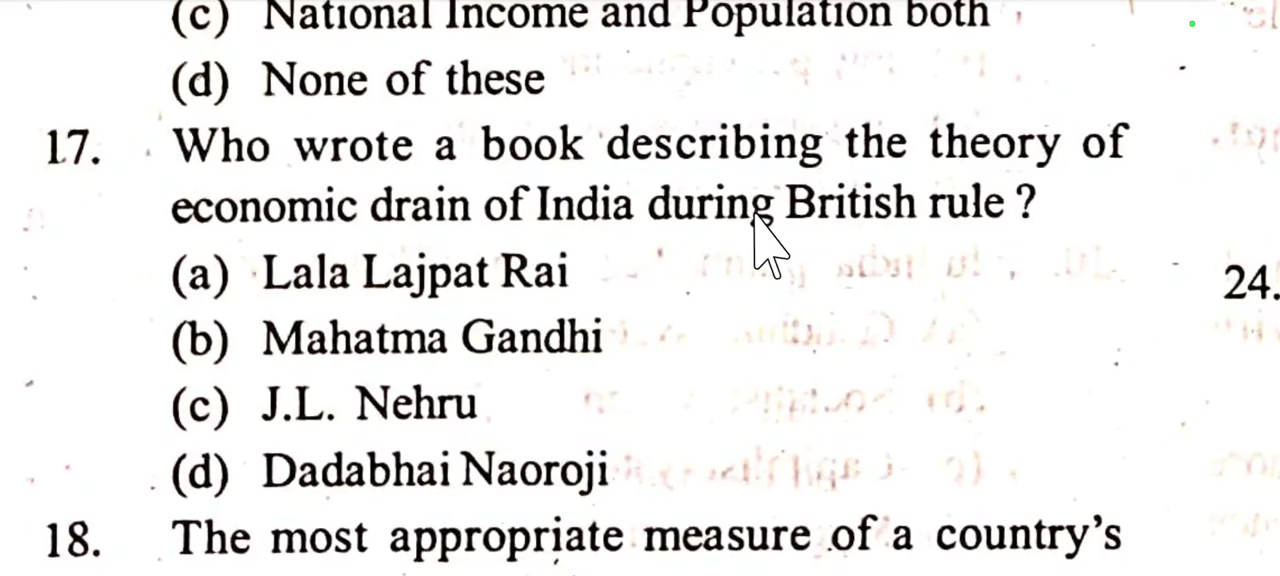 (c) National Income and Population both
(d) None of these
17. Who wrote a book describing the theory of
economic drain of India during British rule ?
(a) Lala Lajpat Rai
24.
(b) Mahatma Gandhi
(c) J.L. Nehru
(d) Dadabhai Naoroji
18. The most appropriate measure of a country's